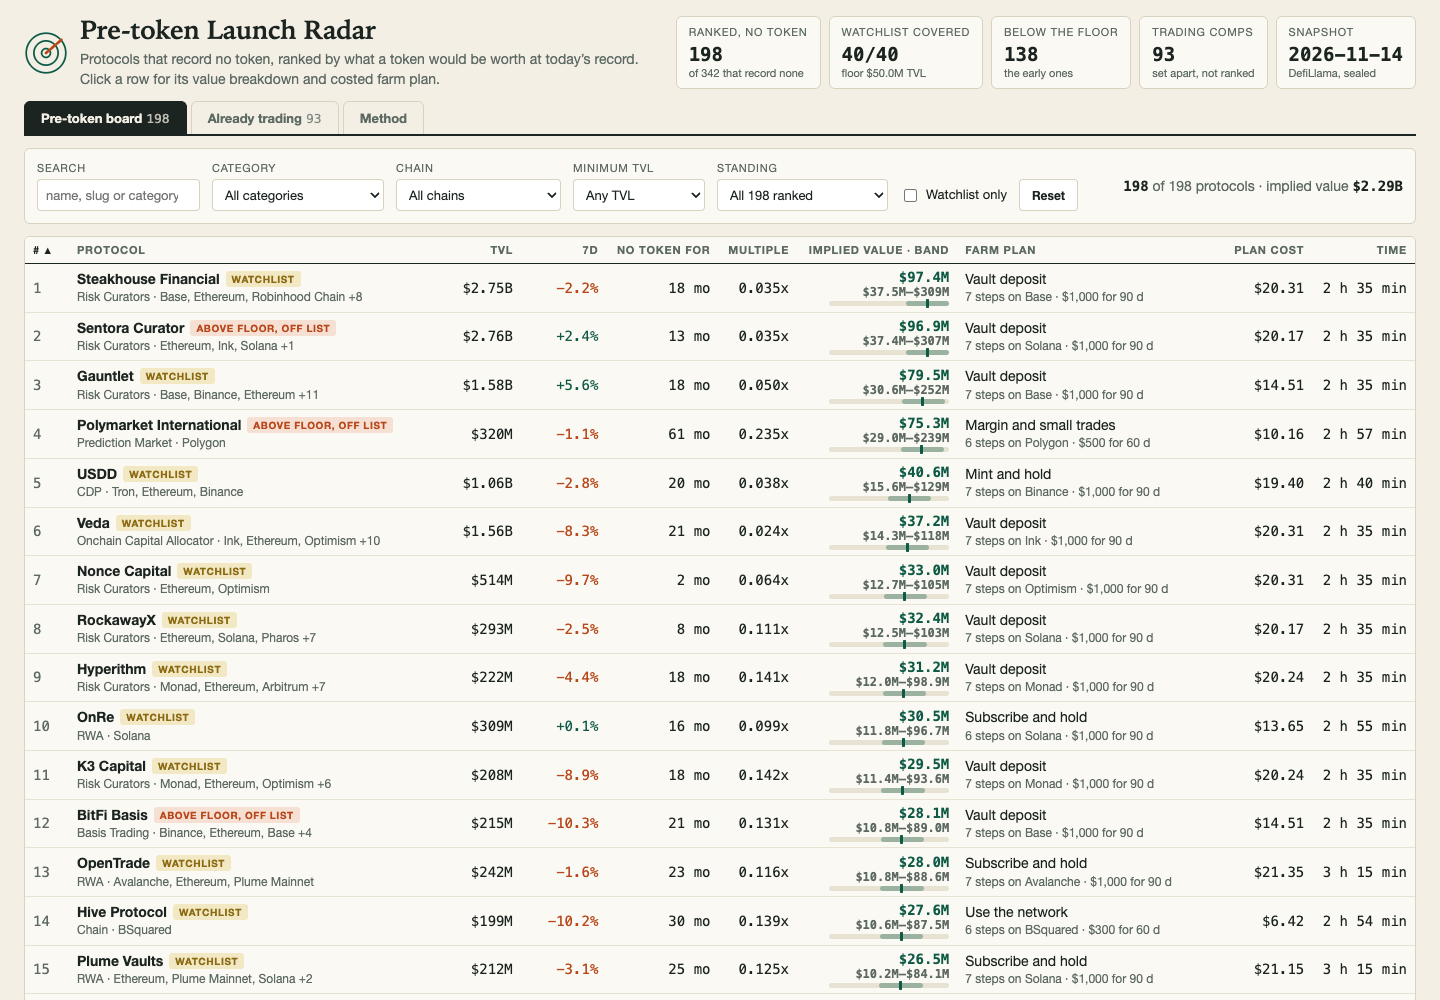 Pre-token Launch Radar
Protocols that record no token, ranked by what a token would be worth at today's record.
Click a row for its value breakdown and costed farm plan.
RANKED, NO TOKEN
198
of 342 that record none
WATCHLIST COVERED
40/40
floor $50.0M TVL
BELOW THE FLOOR
138
the early ones
TRADING COMPS
93
set apart, not ranked
SNAPSHOT
2026-11-14
DefiLlama, sealed
Pre-token board 198
Already trading 93
Method
SEARCH
name, slug or category
CATEGORY
All categories
CHAIN
All chains
MINIMUM TVL
Any TVL
STANDING
All 198 ranked
Watchlist only
Reset
198 of 198 protocols · implied value $2.29B
# ▲ PROTOCOL TVL 7D NO TOKEN FOR MULTIPLE IMPLIED VALUE · BAND FARM PLAN PLAN COST TIME
1 Steakhouse Financial WATCHLIST $2.75B −2.2% 18 mo 0.035x $97.4M Vault deposit $20.31 2 h 35 min
Risk Curators · Base, Ethereum, Robinhood Chain +8 $37.5M–$309M 7 steps on Base · $1,000 for 90 d
2 Sentora Curator ABOVE FLOOR, OFF LIST $2.76B +2.4% 13 mo 0.035x $96.9M Vault deposit $20.17 2 h 35 min
Risk Curators · Ethereum, Ink, Solana +1 $37.4M–$307M 7 steps on Solana · $1,000 for 90 d
3 Gauntlet WATCHLIST $1.58B +5.6% 18 mo 0.050x $79.5M Vault deposit $14.51 2 h 35 min
Risk Curators · Base, Binance, Ethereum +11 $30.6M–$252M 7 steps on Base · $1,000 for 90 d
4 Polymarket International ABOVE FLOOR, OFF LIST $320M −1.1% 61 mo 0.235x $75.3M Margin and small trades $10.16 2 h 57 min
Prediction Market · Polygon $29.0M–$239M 6 steps on Polygon · $500 for 60 d
5 USDD WATCHLIST $1.06B −2.8% 20 mo 0.038x $40.6M Mint and hold $19.40 2 h 40 min
CDP · Tron, Ethereum, Binance $15.6M–$129M 7 steps on Binance · $1,000 for 90 d
6 Veda WATCHLIST $1.56B −8.3% 21 mo 0.024x $37.2M Vault deposit $20.31 2 h 35 min
Onchain Capital Allocator · Ink, Ethereum, Optimism +10 $14.3M–$118M 7 steps on Ink · $1,000 for 90 d
7 Nonce Capital WATCHLIST $514M −9.7% 2 mo 0.064x $33.0M Vault deposit $20.31 2 h 35 min
Risk Curators · Ethereum, Optimism $12.7M–$105M 7 steps on Optimism · $1,000 for 90 d
8 RockawayX WATCHLIST $293M −2.5% 8 mo 0.111x $32.4M Vault deposit $20.17 2 h 35 min
Risk Curators · Ethereum, Solana, Pharos +7 $12.5M–$103M 7 steps on Solana · $1,000 for 90 d
9 Hyperithm WATCHLIST $222M −4.4% 18 mo 0.141x $31.2M Vault deposit $20.24 2 h 35 min
Risk Curators · Monad, Ethereum, Arbitrum +7 $12.0M–$98.9M 7 steps on Monad · $1,000 for 90 d
10 OnRe WATCHLIST $309M +0.1% 16 mo 0.099x $30.5M Subscribe and hold $13.65 2 h 55 min
RWA · Solana $11.8M–$96.7M 6 steps on Solana · $1,000 for 90 d
11 K3 Capital WATCHLIST $208M −8.9% 18 mo 0.142x $29.5M Vault deposit $20.24 2 h 35 min
Risk Curators · Monad, Ethereum, Optimism +6 $11.4M–$93.6M 7 steps on Monad · $1,000 for 90 d
12 BitFi Basis ABOVE FLOOR, OFF LIST $215M −10.3% 21 mo 0.131x $28.1M Vault deposit $14.51 2 h 35 min
Basis Trading · Binance, Ethereum, Base +4 $10.8M–$89.0M 7 steps on Base · $1,000 for 90 d
13 OpenTrade WATCHLIST $242M −1.6% 23 mo 0.116x $28.0M Subscribe and hold $21.35 3 h 15 min
RWA · Avalanche, Ethereum, Plume Mainnet $10.8M–$88.6M 7 steps on Avalanche · $1,000 for 90 d
14 Hive Protocol WATCHLIST $199M −10.2% 30 mo 0.139x $27.6M Use the network $6.42 2 h 54 min
Chain · BSquared $10.6M–$87.5M 6 steps on BSquared · $300 for 60 d
15 Plume Vaults WATCHLIST $212M −3.1% 25 mo 0.125x $26.5M Subscribe and hold $21.15 3 h 15 min
RWA · Ethereum, Plume Mainnet, Solana +2 $10.2M–$84.1M 7 steps on Solana · $1,000 for 90 d